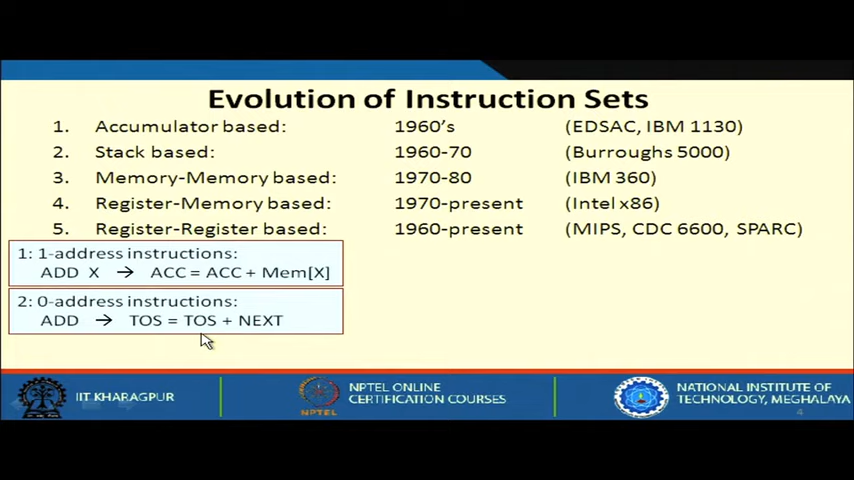 Evolution of Instruction Sets
1. Accumulator based: 1960's (EDSAC, IBM 1130)
2. Stack based: 1960-70 (Burroughs 5000)
3. Memory-Memory based: 1970-80 (IBM 360)
4. Register-Memory based: 1970-present (Intel x86)
5. Register-Register based: 1960-present (MIPS, CDC 6600, SPARC)
1: 1-address instructions:
ADD X → ACC = ACC + Mem[X]
2: 0-address instructions:
ADD → TOS = TOS + NEXT
IIT KHARAGPUR
NPTEL
NPTEL ONLINE
CERTIFICATION COURSES
NATIONAL INSTITUTE OF
TECHNOLOGY, MEGHALAYA
4